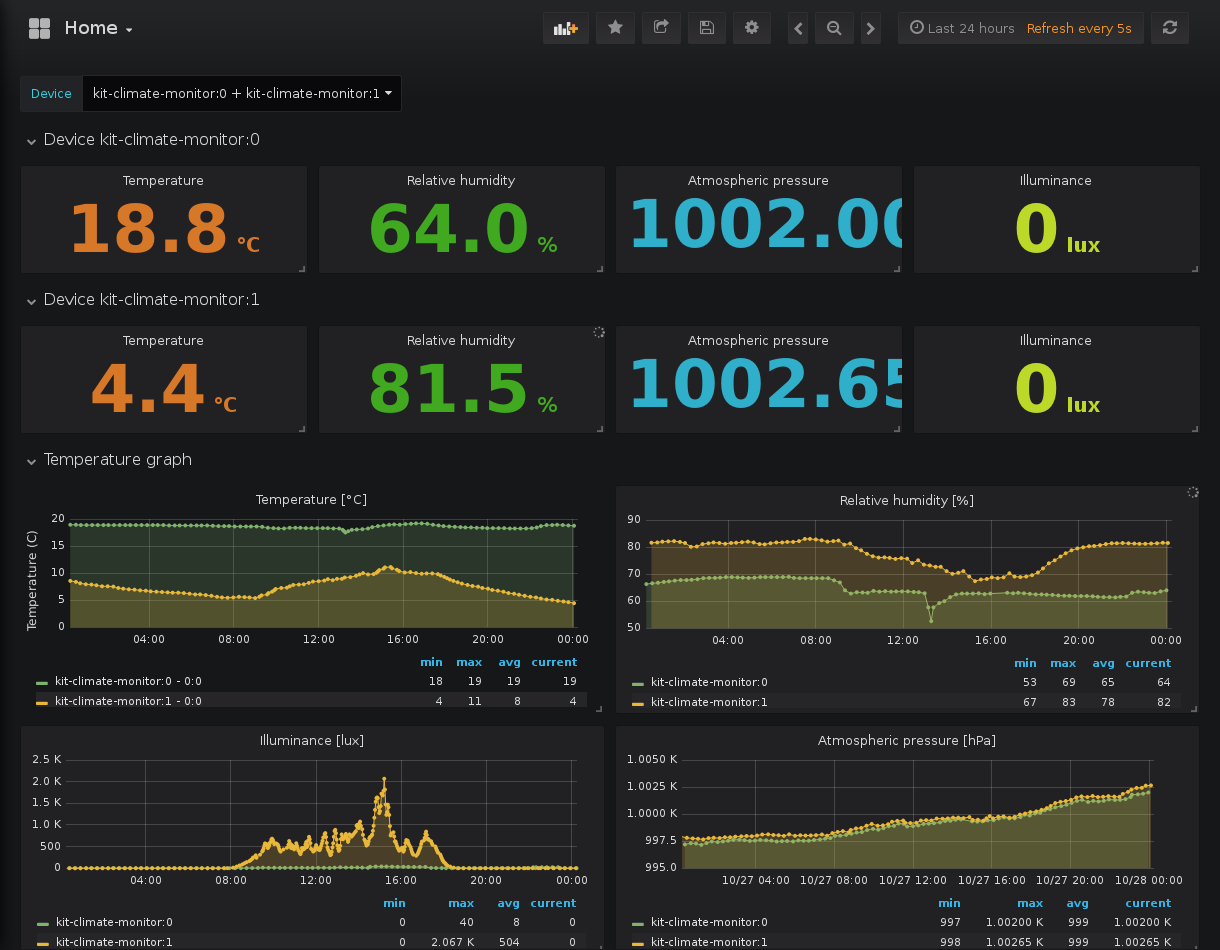 Home
Last 24 hours Refresh every 5s
Device kit-climate-monitor:0 + kit-climate-monitor:1
Device kit-climate-monitor:0
Temperature Relative humidity Atmospheric pressure Illuminance
18.8 °C 64.0 % 1002.00 0 lux
Device kit-climate-monitor:1
Temperature Relative humidity Atmospheric pressure Illuminance
4.4 °C 81.5 % 1002.65 0 lux
Temperature graph
Temperature [°C]
Temperature (C)
20
15
10
5
0
04:00 08:00 12:00 16:00 20:00 00:00
min max avg current
kit-climate-monitor:0 - 0:0 18 19 19 19
kit-climate-monitor:1 - 0:0 4 11 8 4
Relative humidity [%]
90
80
70
60
50
04:00 08:00 12:00 16:00 20:00 00:00
min max avg current
kit-climate-monitor:0 53 69 65 64
kit-climate-monitor:1 67 83 78 82
Illuminance [lux]
2.5 K
2.0 K
1.5 K
1.0 K
500
0
04:00 08:00 12:00 16:00 20:00 00:00
min max avg current
kit-climate-monitor:0 0 40 8 0
kit-climate-monitor:1 0 2.067 K 504 0
Atmospheric pressure [hPa]
1.0050 K
1.0025 K
1.0000 K
997.5
995.0
10/27 04:00 10/27 08:00 10/27 12:00 10/27 16:00 10/27 20:00 10/28 00:00
min max avg current
kit-climate-monitor:0 997 1.00200 K 999 1.00200 K
kit-climate-monitor:1 998 1.00265 K 999 1.00265 K